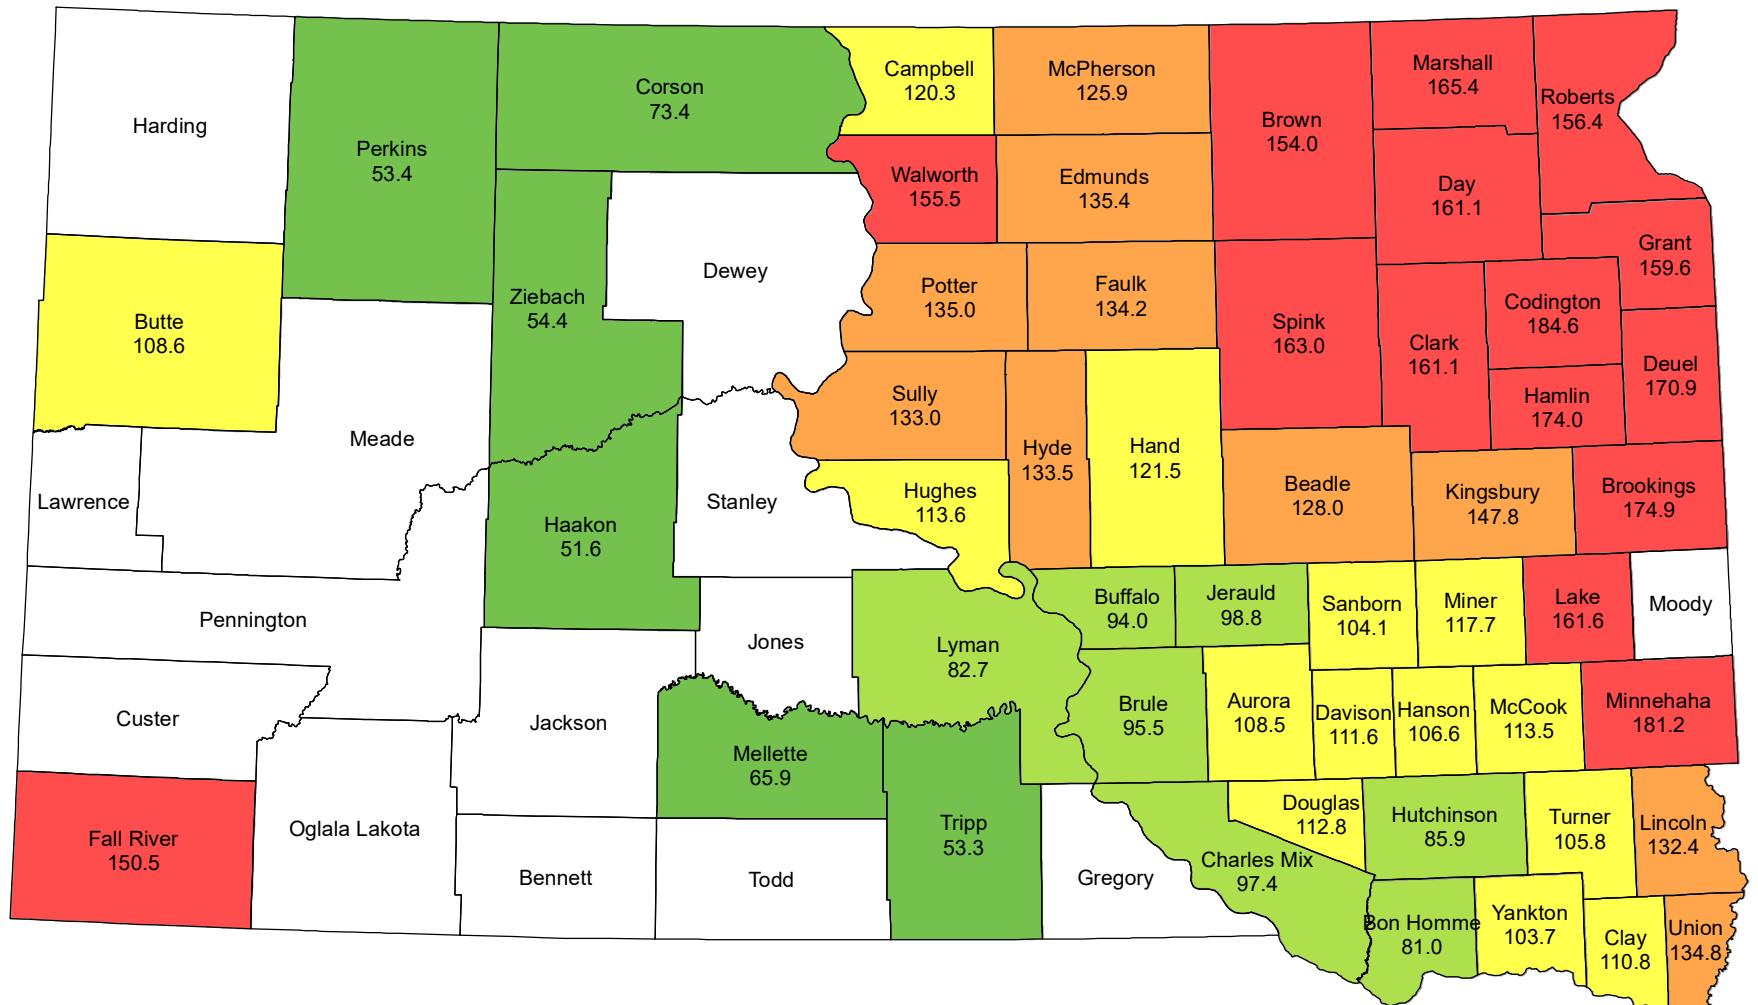 Harding
Perkins
53.4
Corson
73.4
Campbell
120.3
McPherson
125.9
Brown
154.0
Marshall
165.4
Roberts
156.4
Walworth
155.5
Edmunds
135.4
Day
161.1
Grant
159.6
Butte
108.6
Ziebach
54.4
Dewey
Potter
135.0
Faulk
134.2
Spink
163.0
Clark
161.1
Codington
184.6
Deuel
170.9
Hamlin
174.0
Meade
Sully
133.0
Hyde
133.5
Hand
121.5
Beadle
128.0
Kingsbury
147.8
Brookings
174.9
Lawrence
Haakon
51.6
Stanley
Hughes
113.6
Pennington
Jones
Lyman
82.7
Buffalo
94.0
Jerauld
98.8
Sanborn
104.1
Miner
117.7
Lake
161.6
Moody
Custer
Jackson
Mellette
65.9
Brule
95.5
Aurora
108.5
Davison
111.6
Hanson
106.6
McCook
113.5
Minnehaha
181.2
Fall River
150.5
Oglala Lakota
Bennett
Todd
Tripp
53.3
Gregory
Charles Mix
97.4
Douglas
112.8
Hutchinson
85.9
Turner
105.8
Lincoln
132.4
Bon Homme
81.0
Yankton
103.7
Clay
110.8
Union
134.8